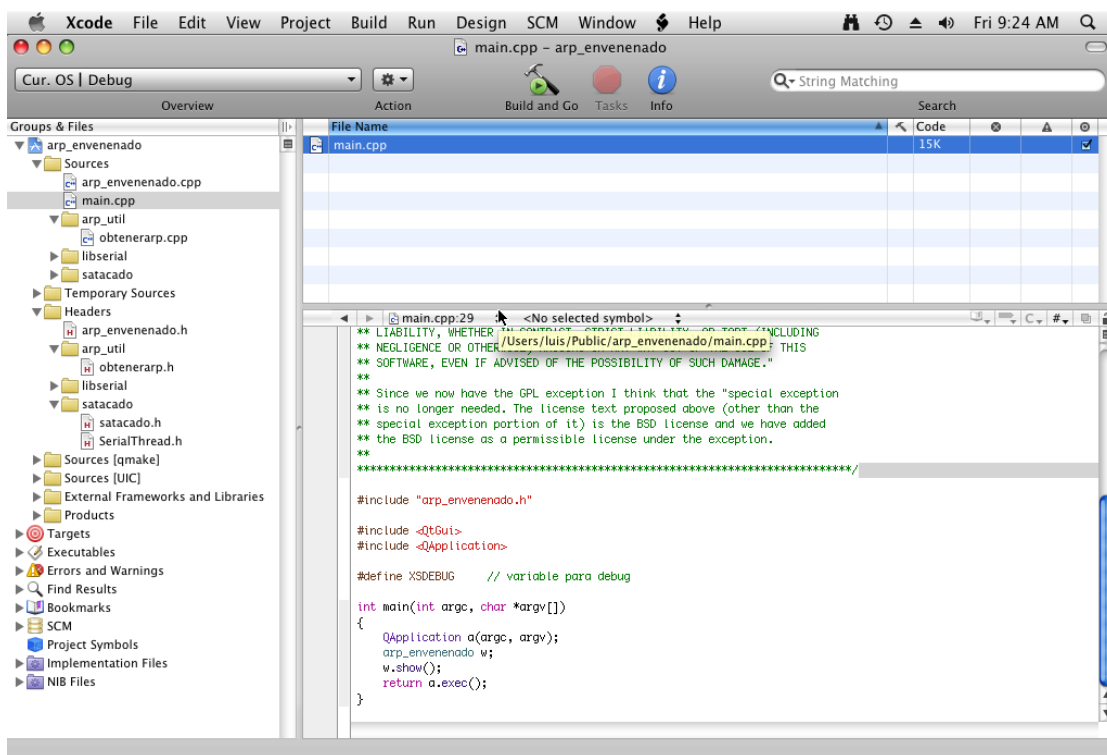 Xcode File Edit View Project Build Run Design SCM Window Help Fri 9:24 AM
main.cpp – arp_envenenado
Cur. OS | Debug
String Matching
Overview Action Build and Go Tasks Info Search
Groups & Files
arp_envenenado
Sources
arp_envenenado.cpp
main.cpp
arp_util
obtenerarp.cpp
libserial
satacado
Temporary Sources
Headers
arp_envenenado.h
arp_util
obtenerarp.h
libserial
satacado
satacado.h
SerialThread.h
Sources [qmake]
Sources [UIC]
External Frameworks and Libraries
Products
Targets
Executables
Errors and Warnings
Find Results
Bookmarks
SCM
Project Symbols
Implementation Files
NIB Files
File Name Code
main.cpp 15K
main.cpp:29 <No selected symbol> C #
/Users/luis/Public/arp_envenenado/main.cpp
** LIABILITY, WHETHER IN CONTRACT, STRICT LIABILITY, OR TORT (INCLUDING
** NEGLIGENCE OR THIS
** SOFTWARE, EVEN IF ADVISED OF THE POSSIBILITY OF SUCH DAMAGE."
**
** Since we now have the GPL exception I think that the "special exception
** is no longer needed. The license text proposed above (other than the
** special exception portion of it) is the BSD license and we have added
** the BSD license as a permissible license under the exception.
**
****************************************************************************/
#include "arp_envenenado.h"
#include <QtGui>
#include <QApplication>
#define XSDEBUG // variable para debug
int main(int argc, char *argv[])
{
QApplication a(argc, argv);
arp_envenenado w;
w.show();
return a.exec();
}